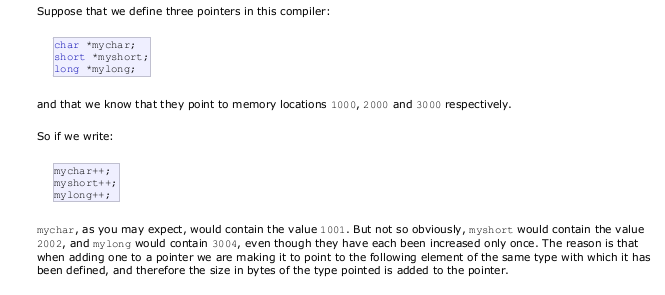 Suppose that we define three pointers in this compiler:
char *mychar;
short *myshort;
long *mylong;
and that we know that they point to memory locations 1000, 2000 and 3000 respectively.
So if we write:
mychar++;
myshort++;
mylong++;
mychar, as you may expect, would contain the value 1001. But not so obviously, myshort would contain the value
2002, and mylong would contain 3004, even though they have each been increased only once. The reason is that
when adding one to a pointer we are making it to point to the following element of the same type with which it has
been defined, and therefore the size in bytes of the type pointed is added to the pointer.